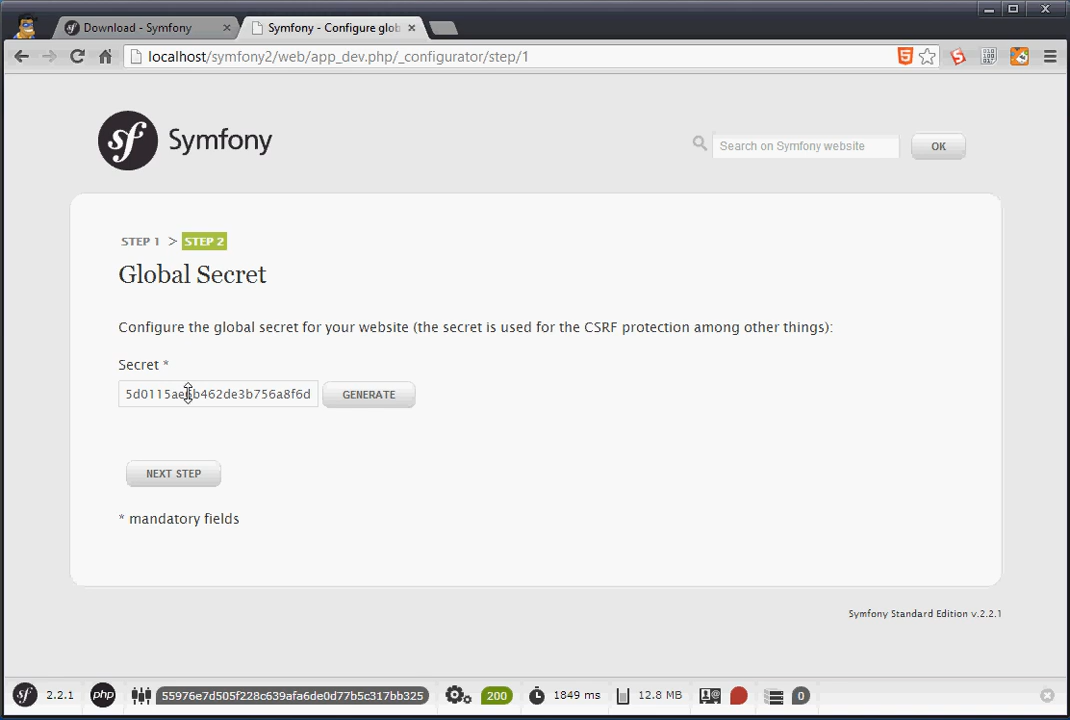 Download - Symfony
Symfony - Configure glob
localhost/symfony2/web/app_dev.php/_configurator/step/1
sf Symfony
Search on Symfony website
OK
STEP 1 > STEP 2
Global Secret
Configure the global secret for your website (the secret is used for the CSRF protection among other things):
Secret *
GENERATE
NEXT STEP
* mandatory fields
Symfony Standard Edition v.2.2.1
sf 2.2.1 php 55976e7d505f228c639afa6de0d77b5c317bb325 200 1849 ms 12.8 MB 0